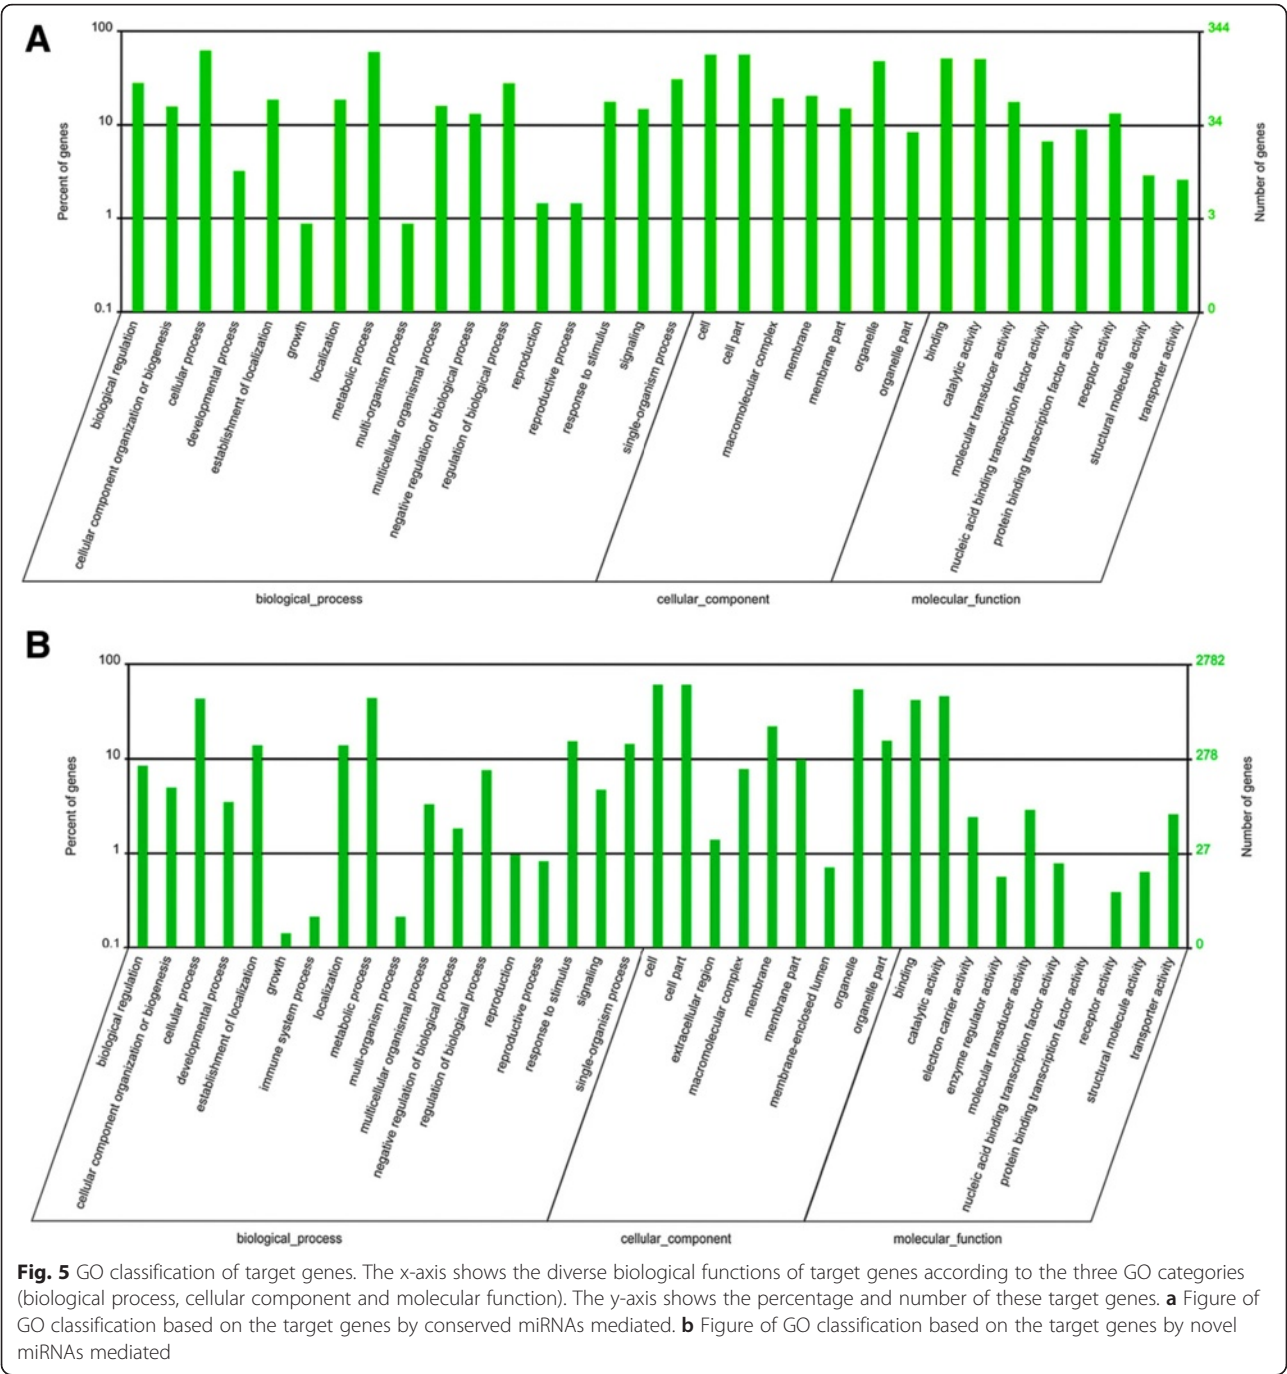 A
100
10
1
0.1
Percent of genes
344
34
3
0
Number of genes
biological regulation
cellular component organization or biogenesis
cellular process
developmental process
establishment of localization
growth
localization
metabolic process
multi-organism process
multicellular organismal process
negative regulation of biological process
regulation of biological process
reproduction
reproductive process
response to stimulus
signaling
single-organism process
cell
cell part
macromolecular complex
membrane
membrane part
organelle
organelle part
binding
catalytic activity
molecular transducer activity
nucleic acid binding transcription factor activity
protein binding transcription factor activity
receptor activity
structural molecule activity
transporter activity
biological_process
cellular_component
molecular_function
B
100
10
1
0.1
Percent of genes
2782
278
27
0
Number of genes
biological regulation
cellular component organization or biogenesis
cellular process
developmental process
establishment of localization
growth
immune system process
localization
metabolic process
multi-organism process
multicellular organismal process
negative regulation of biological process
regulation of biological process
reproduction
reproductive process
response to stimulus
signaling
single-organism process
cell
cell part
extracellular region
macromolecular complex
membrane
membrane part
membrane-enclosed lumen
organelle
organelle part
binding
catalytic activity
electron carrier activity
enzyme regulator activity
molecular transducer activity
nucleic acid binding transcription factor activity
protein binding transcription factor activity
receptor activity
structural molecule activity
transporter activity
biological_process
cellular_component
molecular_function
Fig. 5 GO classification of target genes. The x-axis shows the diverse biological functions of target genes according to the three GO categories
(biological process, cellular component and molecular function). The y-axis shows the percentage and number of these target genes. a Figure of
GO classification based on the target genes by conserved miRNAs mediated. b Figure of GO classification based on the target genes by novel
miRNAs mediated